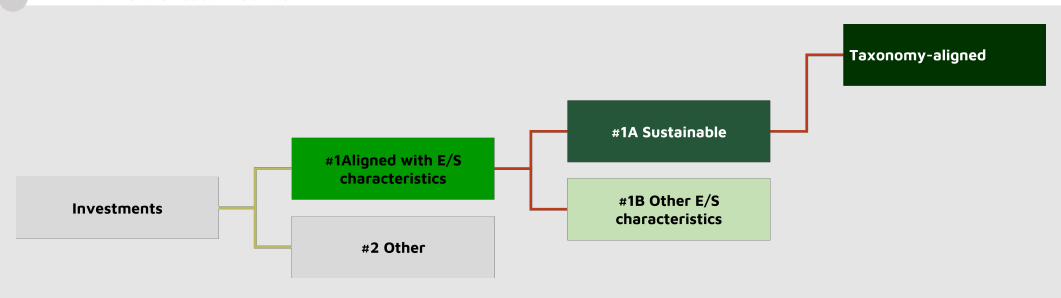 Taxonomy-aligned
#1A Sustainable
#1Aligned with E/S
characteristics
#1B Other E/S
characteristics
Investments
#2 Other